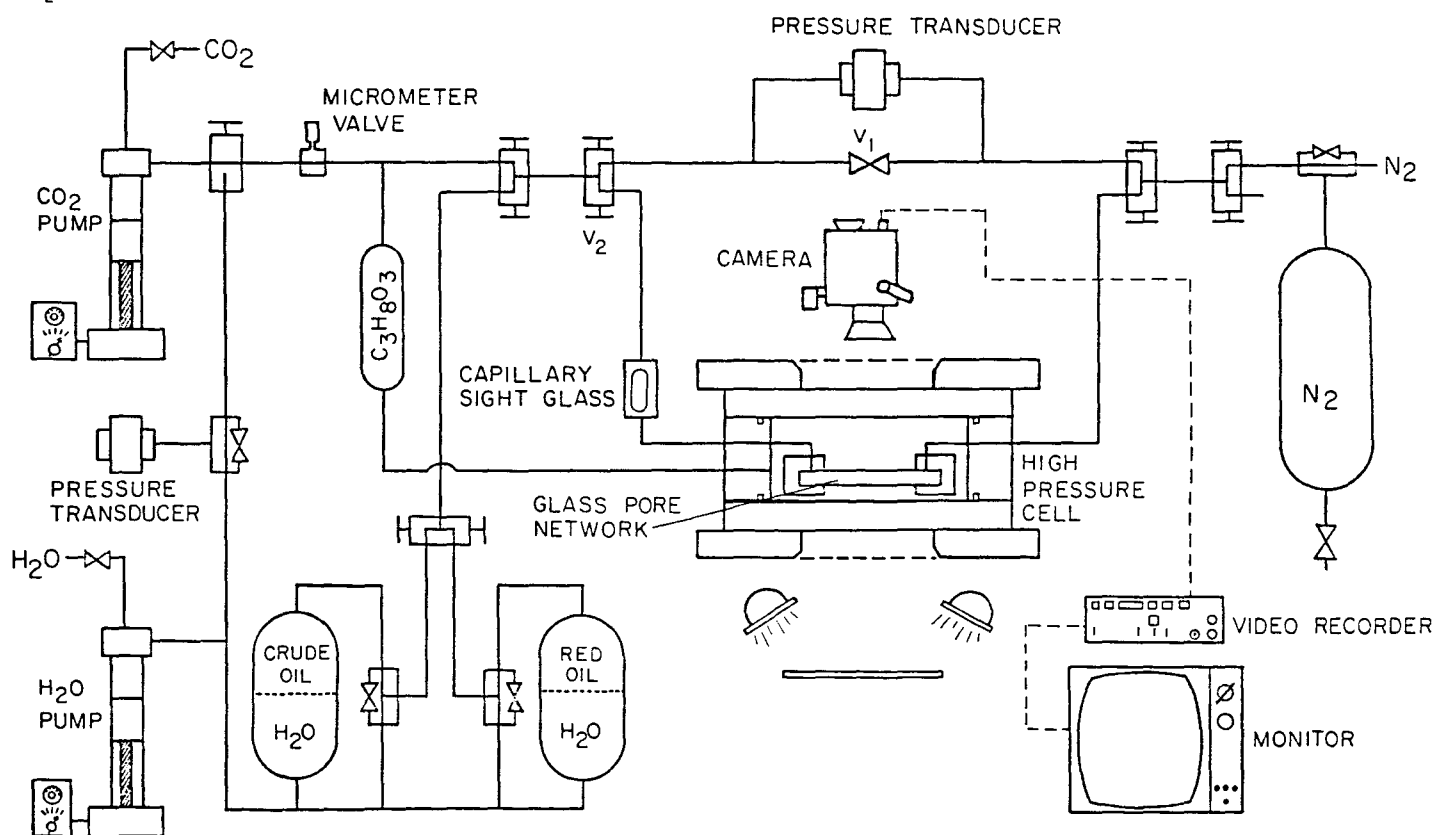 PRESSURE TRANSDUCER
CO2
MICROMETER
VALVE
V1
N2
CO2
PUMP
V2
CAMERA
C3H8O3
CAPILLARY
SIGHT GLASS
N2
PRESSURE
TRANSDUCER
GLASS PORE
NETWORK
HIGH
PRESSURE
CELL
H2O
CRUDE
OIL
H2O
RED
OIL
H2O
VIDEO RECORDER
H2O
PUMP
MONITOR